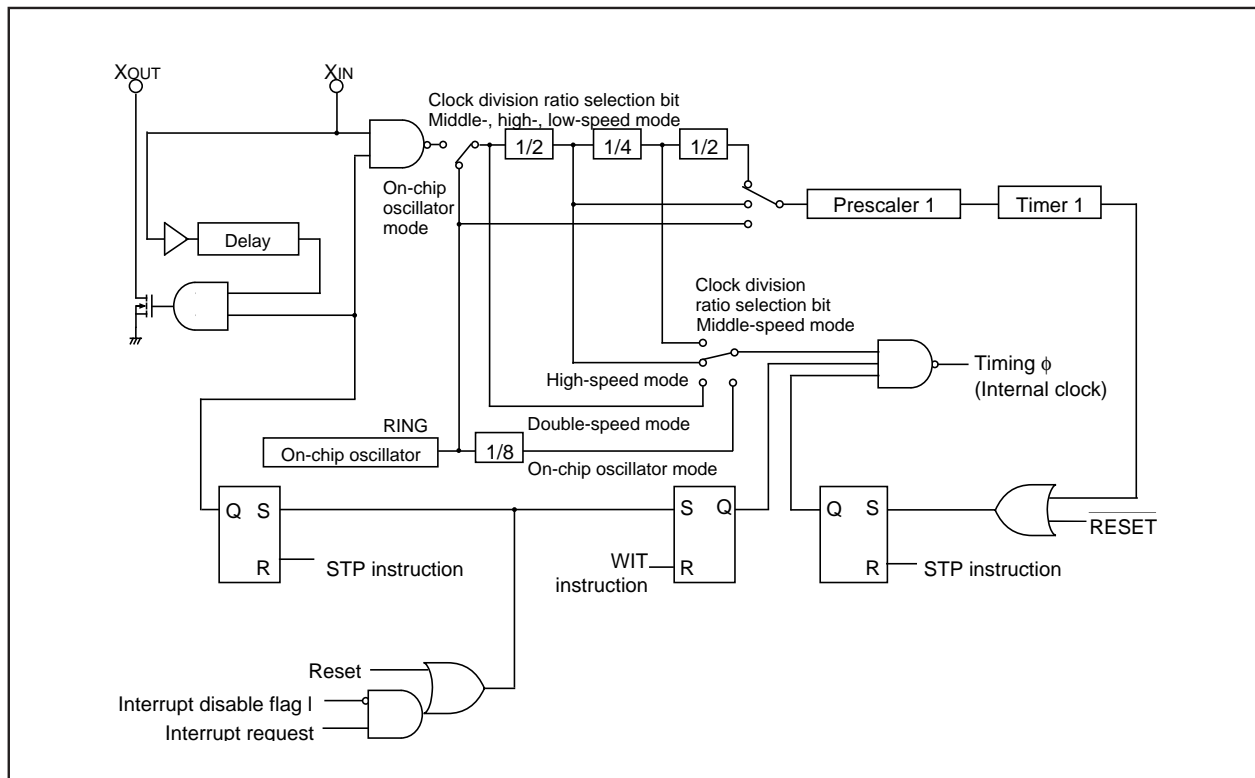 XOUT
XIN
Clock division ratio selection bit
Middle-, high-, low-speed mode
1/2
1/4
1/2
On-chip
oscillator
mode
Prescaler 1
Timer 1
Delay
Clock division
ratio selection bit
Middle-speed mode
High-speed mode
Timing ϕ
(Internal clock)
RING
Double-speed mode
On-chip oscillator
1/8
On-chip oscillator mode
Q
S
R
STP instruction
S
Q
R
WIT
instruction
Q
S
R
STP instruction
RESET
Reset
Interrupt disable flag I
Interrupt request